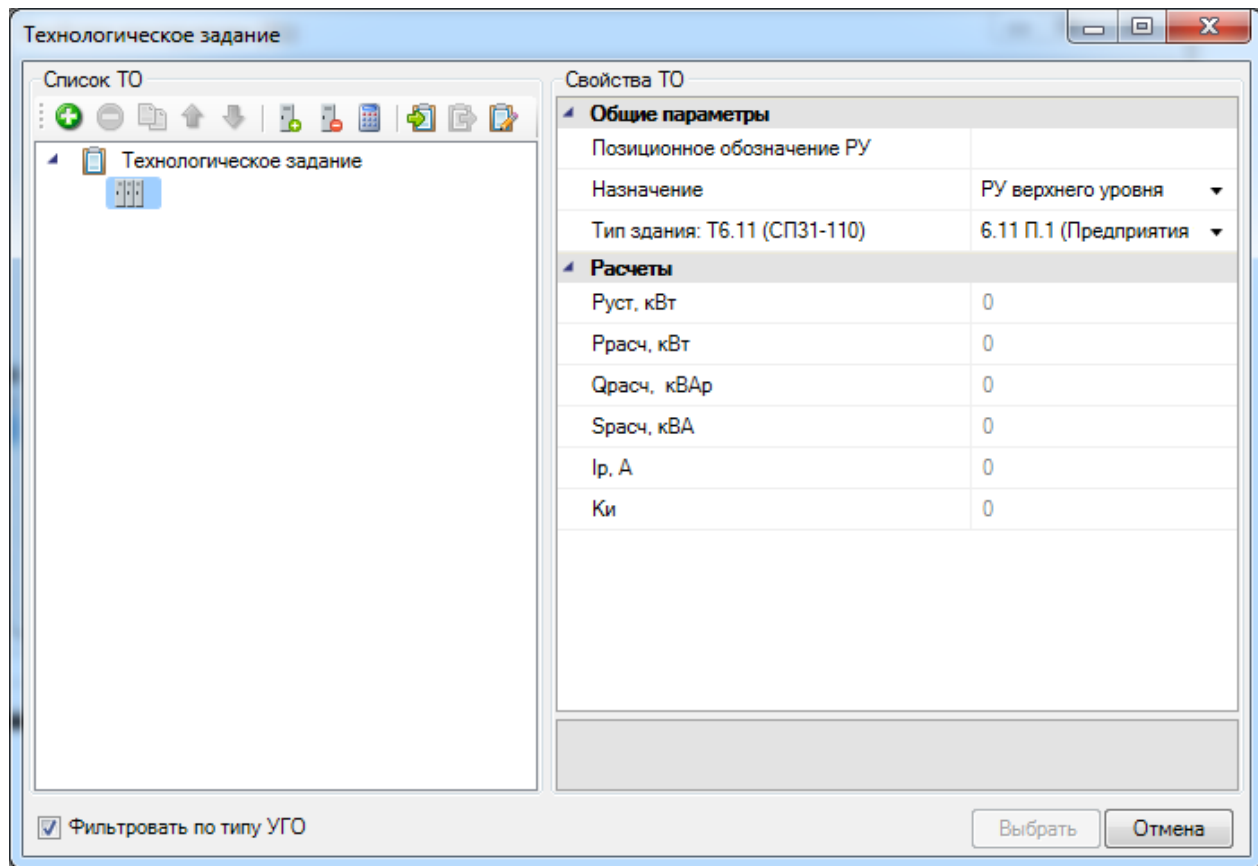 Технологическое задание
Список ТО
Технологическое задание
Фильтровать по типу УГО
Свойства ТО
Общие параметры
Позиционное обозначение РУ
Назначение РУ верхнего уровня
Тип здания: Т6.11 (СП31-110) 6.11 П.1 (Предприятия
Расчеты
Руст, кВт 0
Ррасч, кВт 0
Qрасч, кВАр 0
Sрасч, кВА 0
Iр, А 0
Ки 0
Выбрать Отмена